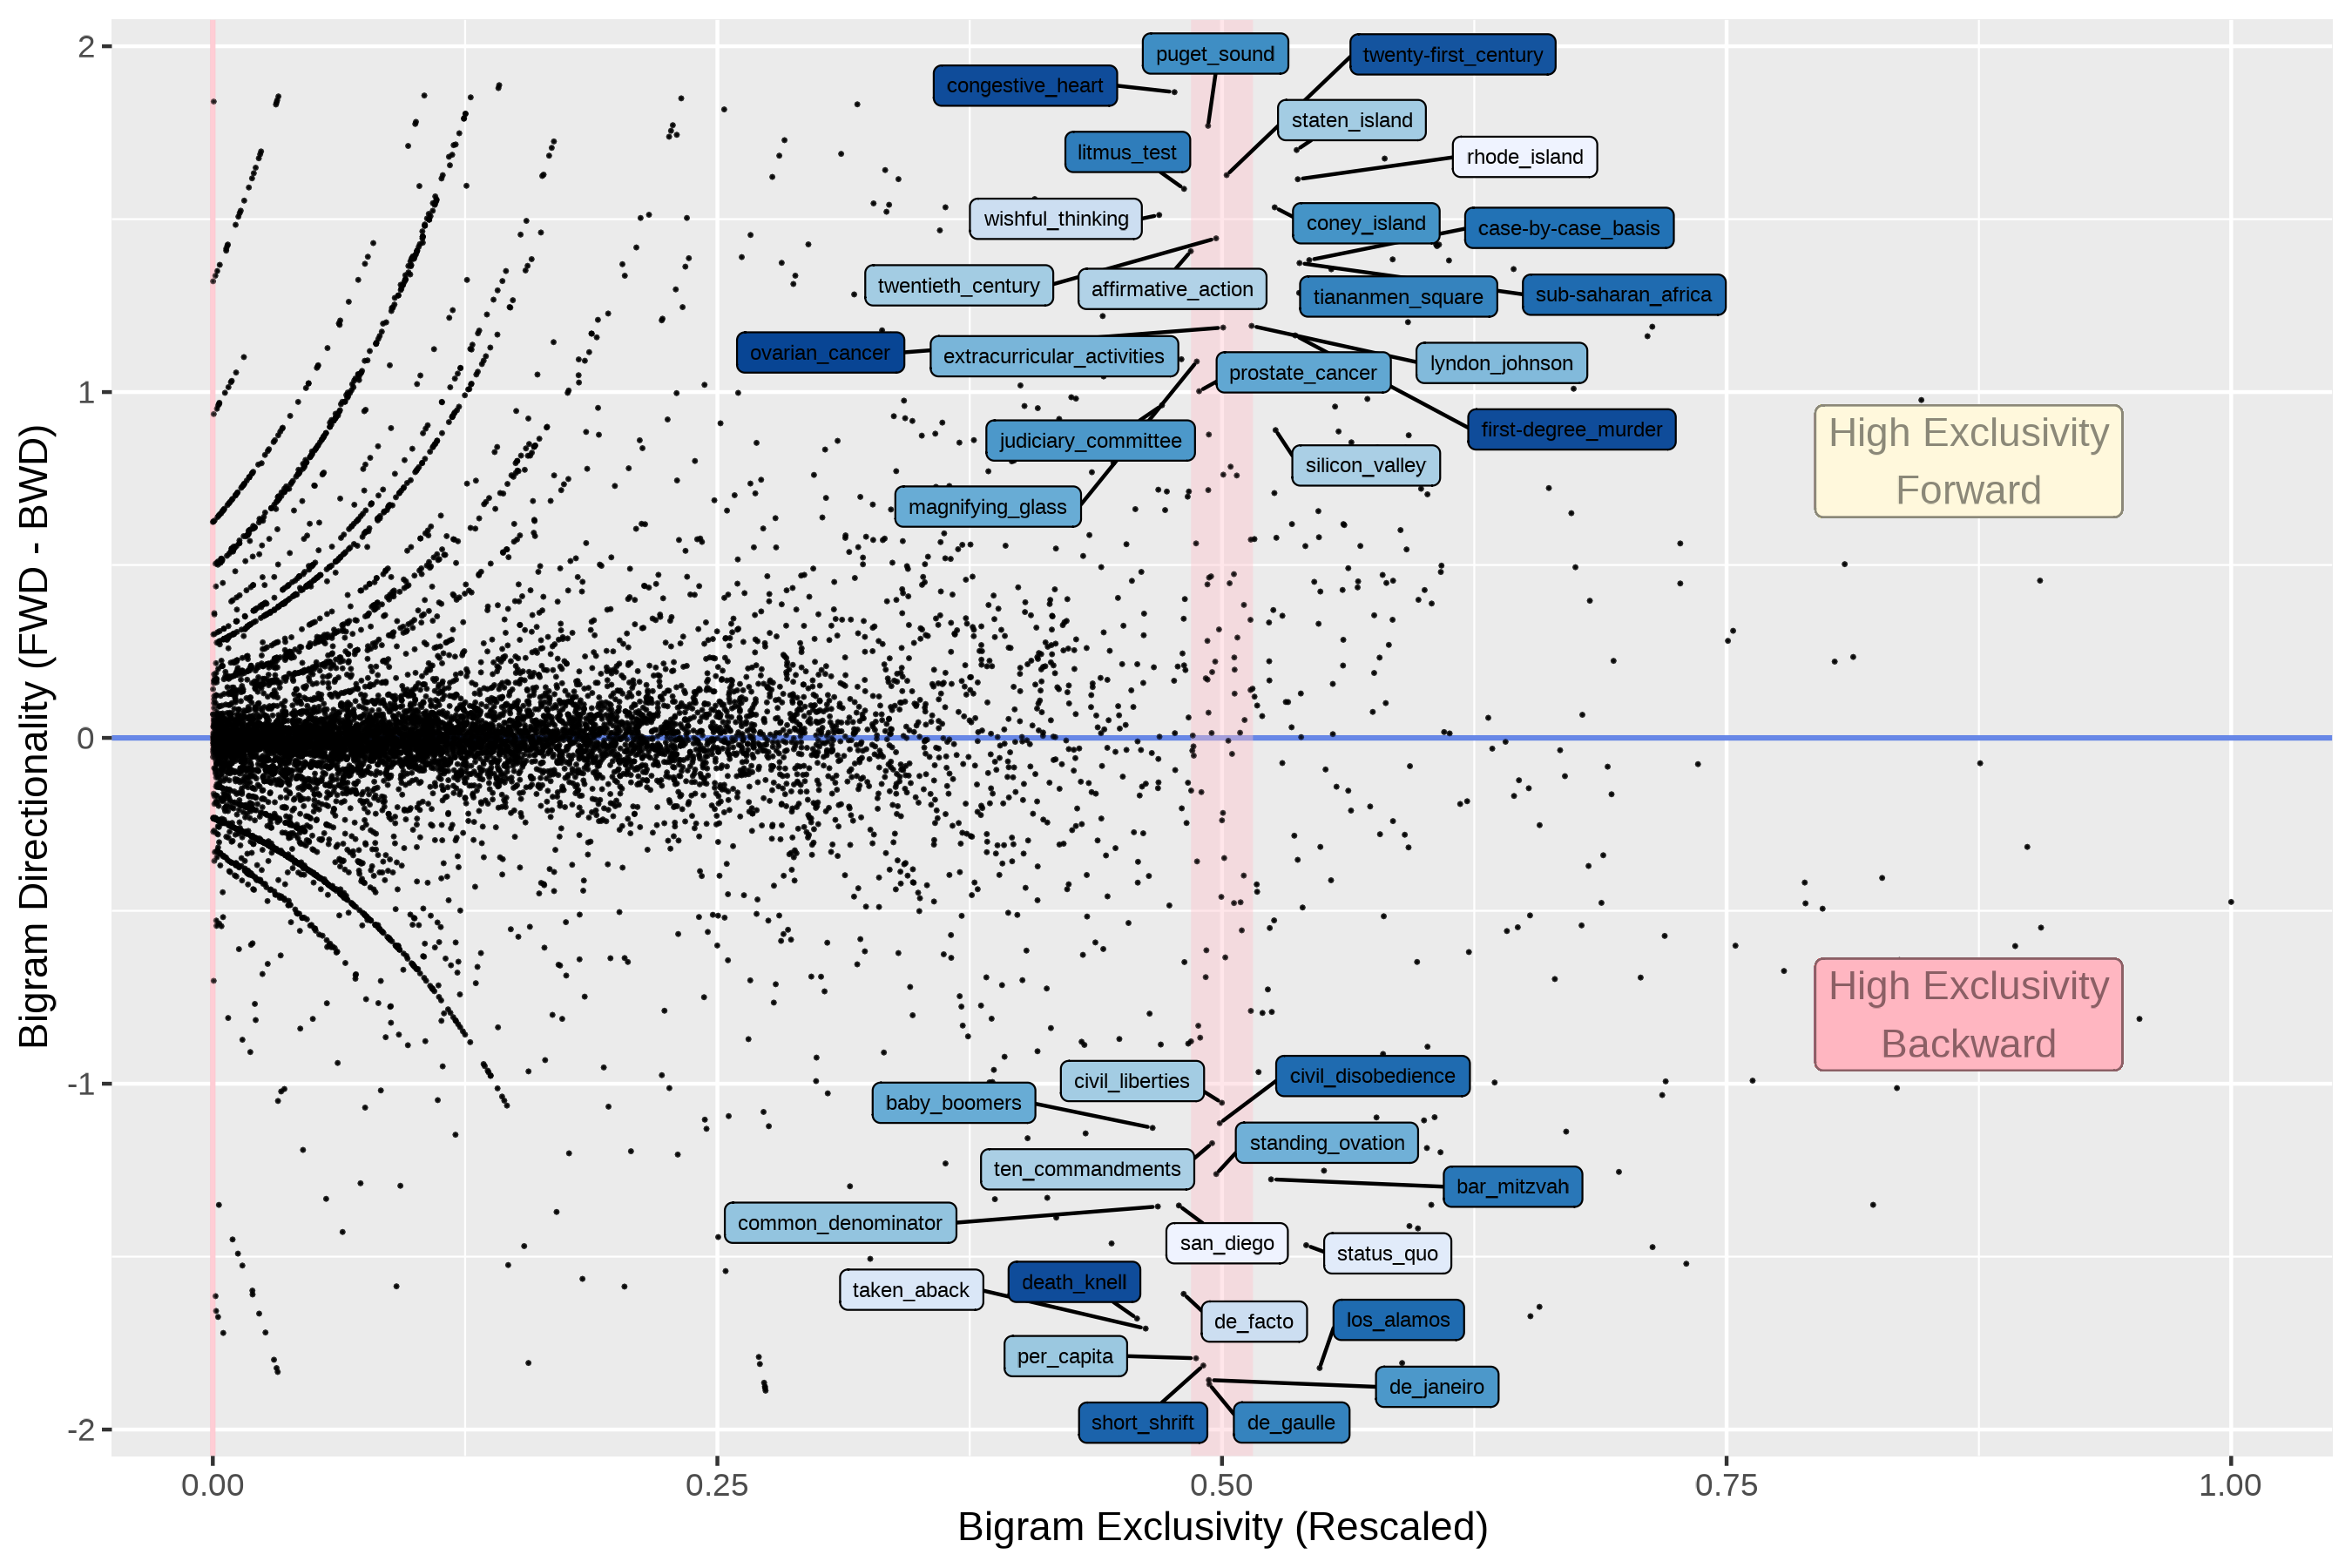 2
puget_sound
twenty-first_century
congestive_heart
staten_island
litmus_test
rhode_island
wishful_thinking
coney_island
case-by-case_basis
twentieth_century
affirmative_action
tiananmen_square
sub-saharan_africa
ovarian_cancer
extracurricular_activities
lyndon_johnson
prostate_cancer
1
judiciary_committee
first-degree_murder
High Exclusivity
Forward
silicon_valley
magnifying_glass
Bigram Directionality (FWD - BWD)
0
High Exclusivity
Backward
-1
civil_liberties
civil_disobedience
baby_boomers
standing_ovation
ten_commandments
bar_mitzvah
common_denominator
san_diego
status_quo
taken_aback
death_knell
de_facto
los_alamos
per_capita
de_janeiro
short_shrift
de_gaulle
-2
0.00
0.25
0.50
0.75
1.00
Bigram Exclusivity (Rescaled)